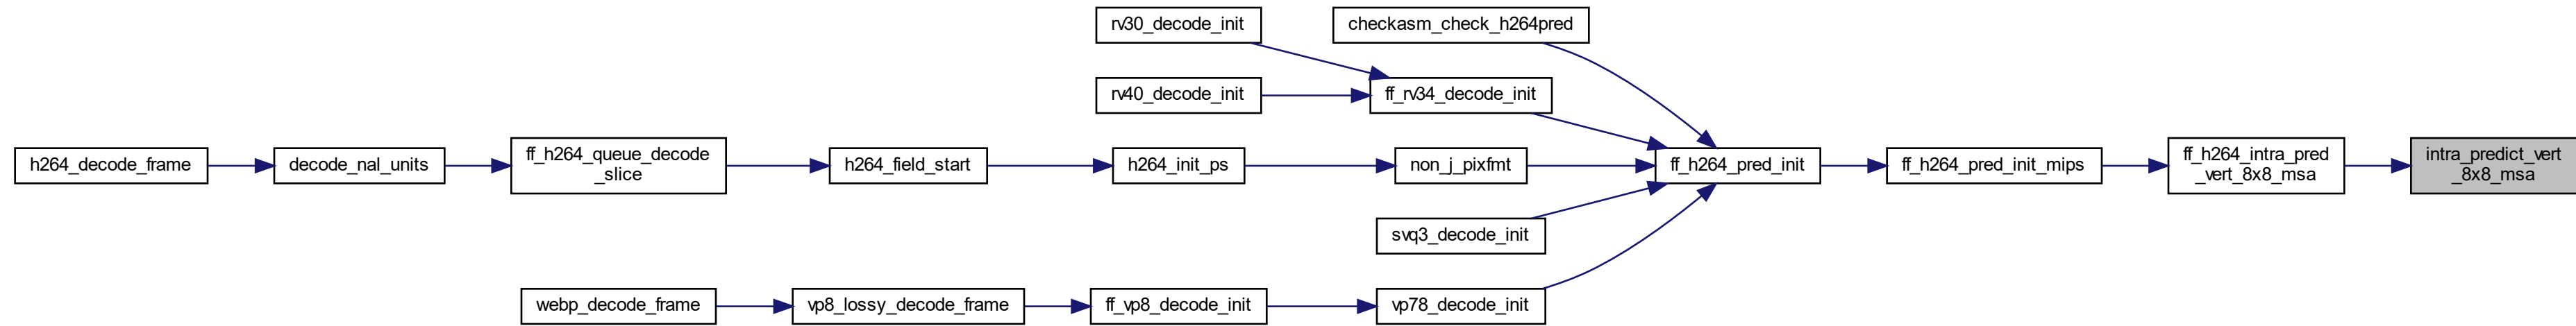 rv30_decode_init
checkasm_check_h264pred
rv40_decode_init
ff_rv34_decode_init
h264_decode_frame
decode_nal_units
ff_h264_queue_decode
_slice
h264_field_start
h264_init_ps
non_j_pixfmt
ff_h264_pred_init
ff_h264_pred_init_mips
ff_h264_intra_pred
_vert_8x8_msa
intra_predict_vert
_8x8_msa
svq3_decode_init
webp_decode_frame
vp8_lossy_decode_frame
ff_vp8_decode_init
vp78_decode_init